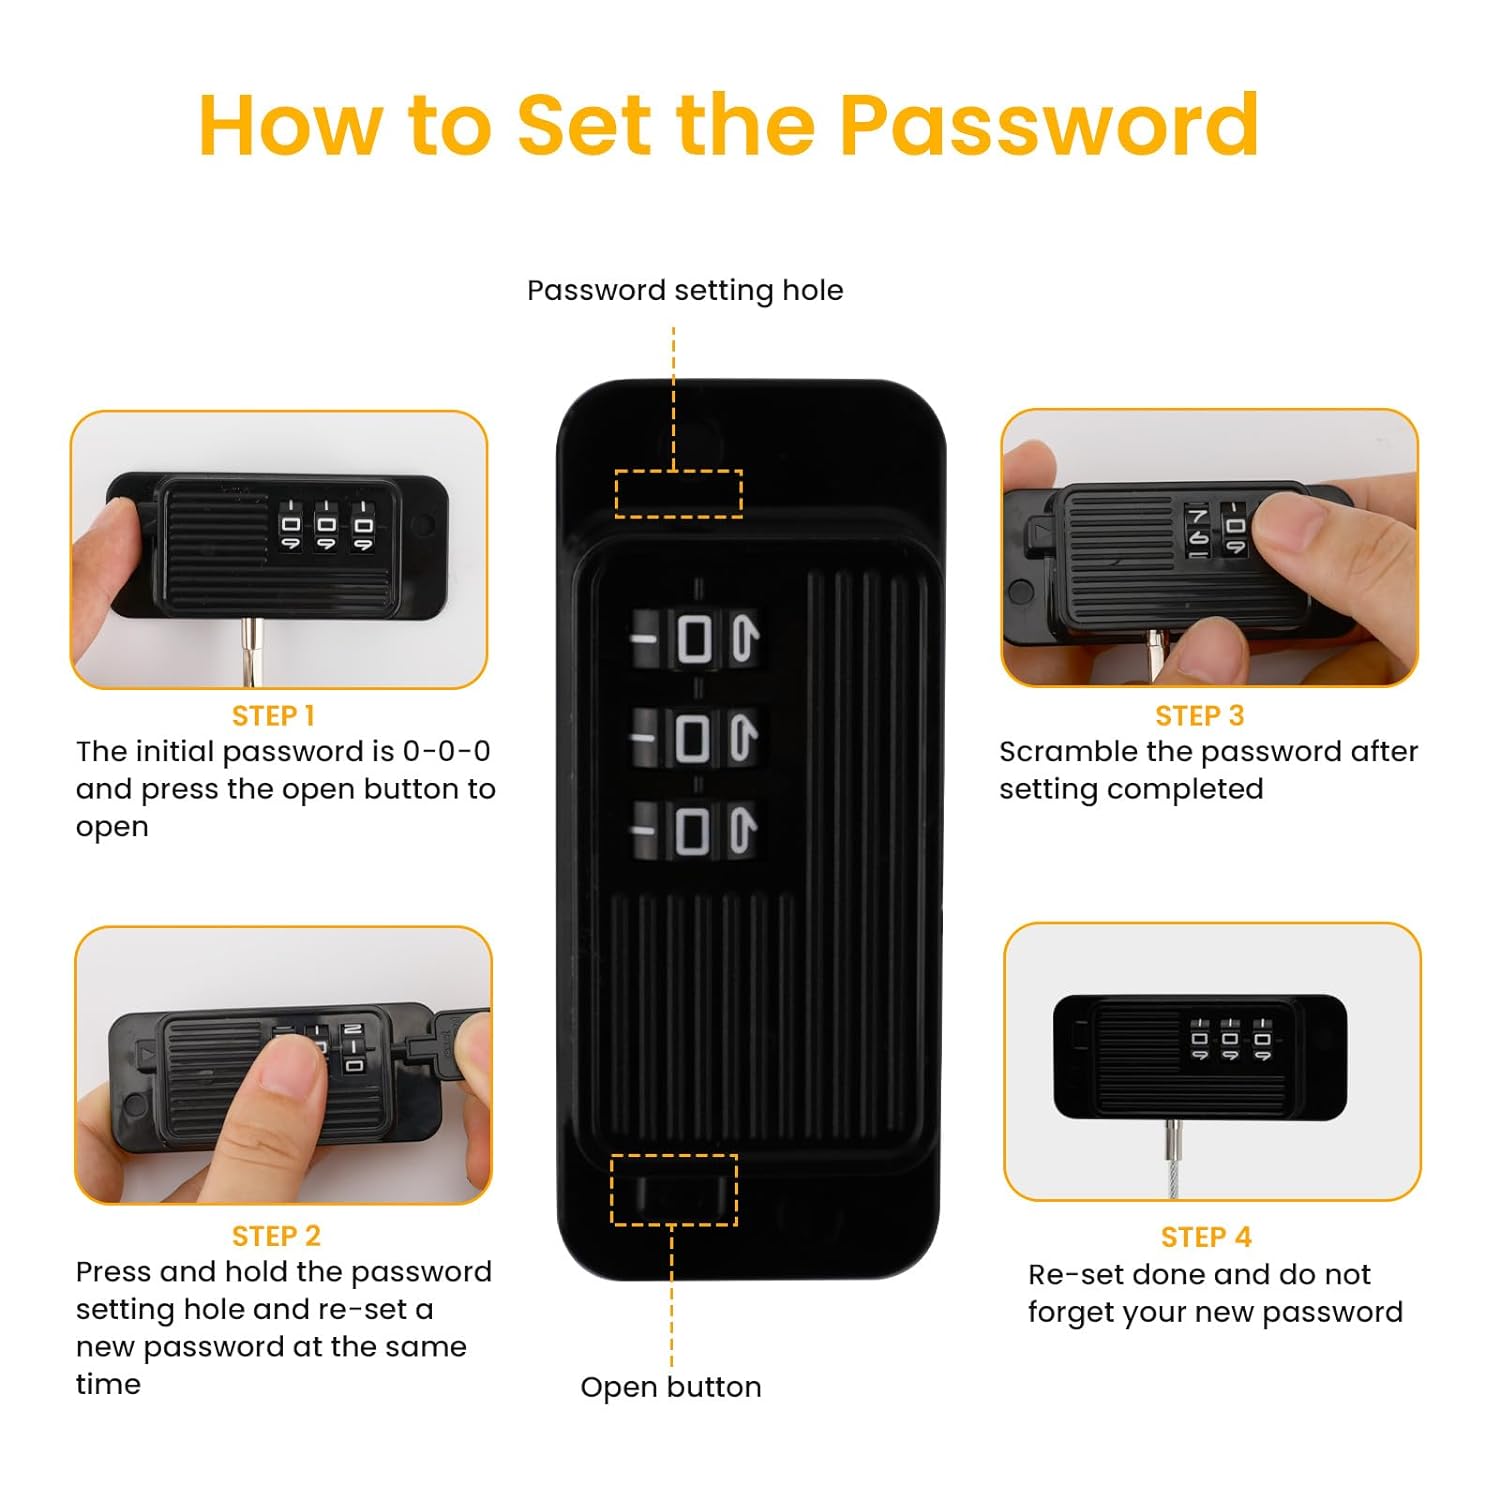 How to Set the Password
Password setting hole
STEP 1
The initial password is 0-0-0
and press the open button to
open
STEP 2
Press and hold the password
setting hole and re-set a
new password at the same
time
STEP 3
Scramble the password after
setting completed
STEP 4
Re-set done and do not
forget your new password
Open button